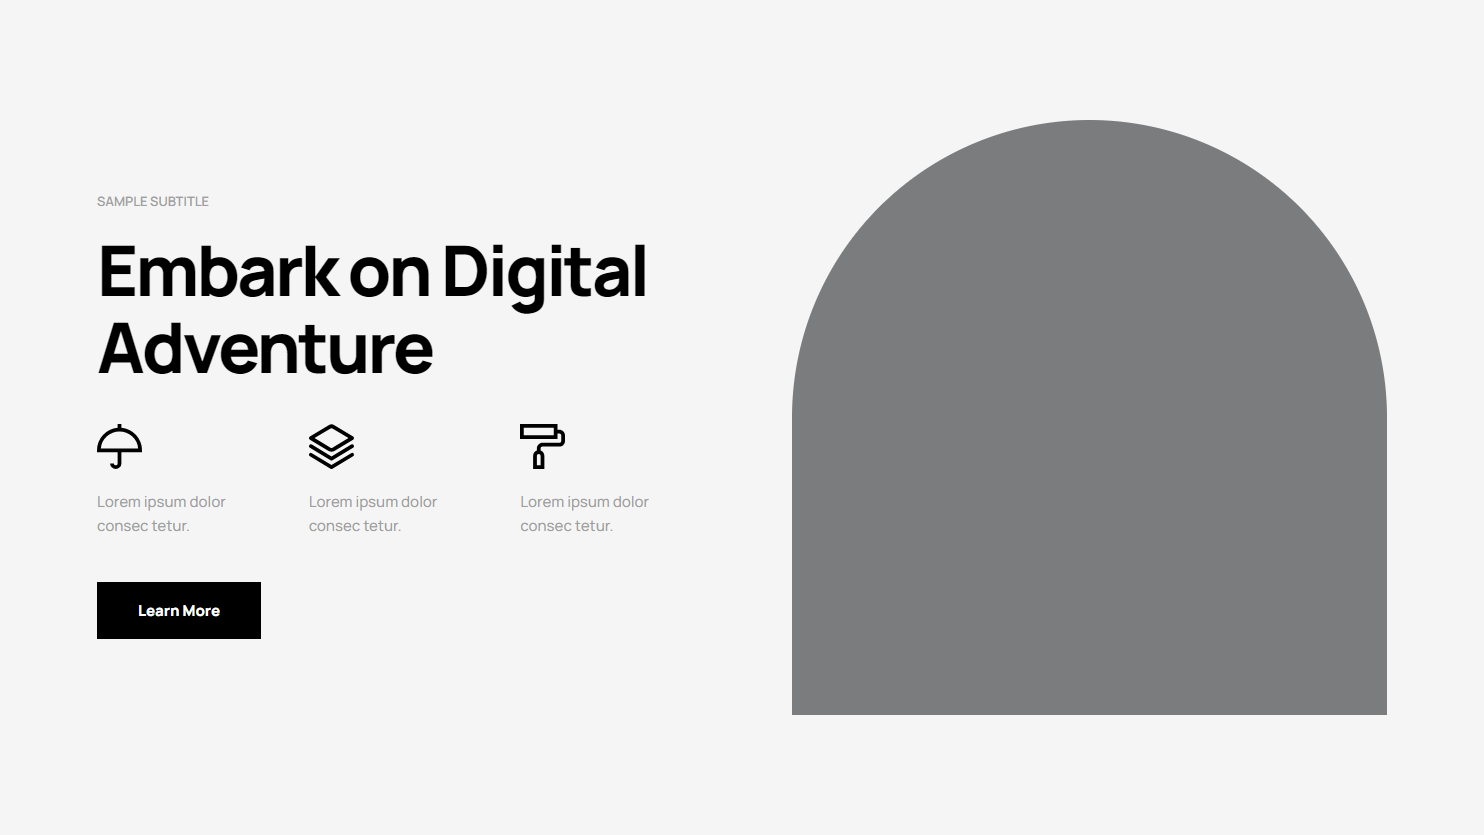 SAMPLE SUBTITLE
Embark on Digital
Adventure
Lorem ipsum dolor
consec tetur.
Lorem ipsum dolor
consec tetur.
Lorem ipsum dolor
consec tetur.
Learn More